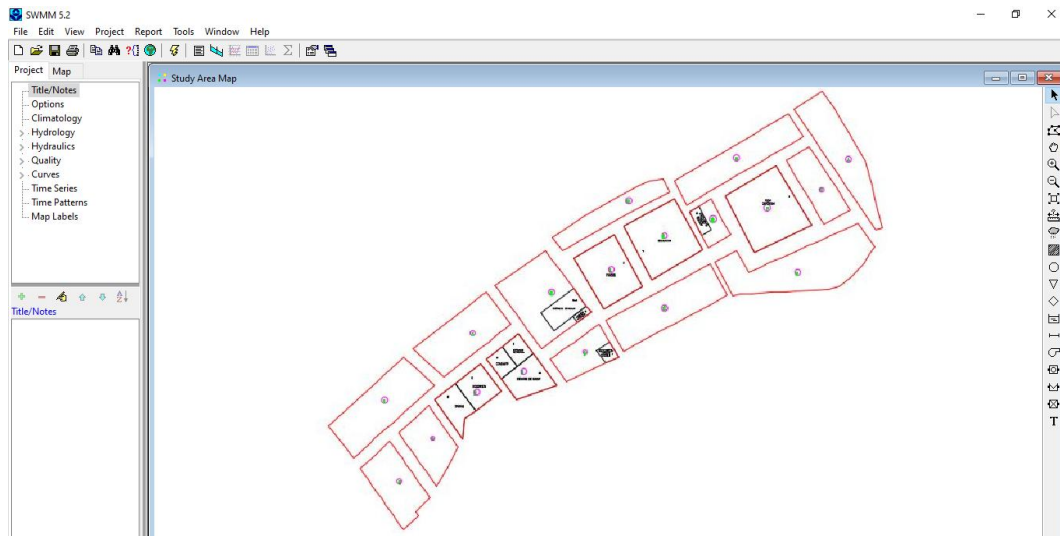 SWMM 5.2
File Edit View Project Report Tools Window Help
Project Map
Study Area Map
Title/Notes
Options
Climatology
Hydrology
Hydraulics
Quality
Curves
Time Series
Time Patterns
Map Labels
Title/Notes
T